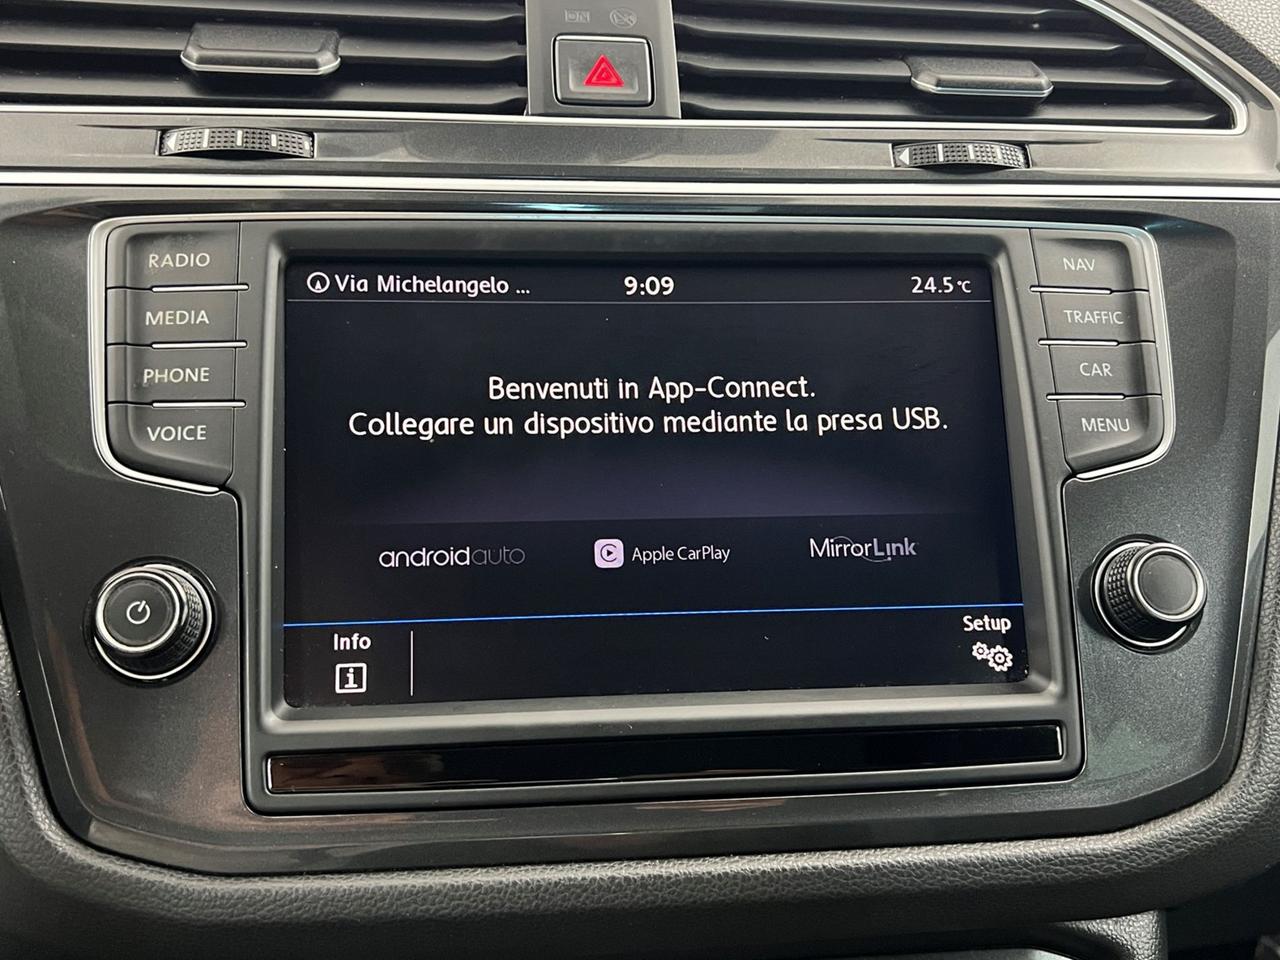 RADIO
MEDIA
PHONE
VOICE
Via Michelangelo ...
9:09
24.5°C
Benvenuti in App-Connect.
Collegare un dispositivo mediante la presa USB.
androidauto
Apple CarPlay
MirrorLink
Info
i
Setup
NAV
TRAFFIC
CAR
MENU